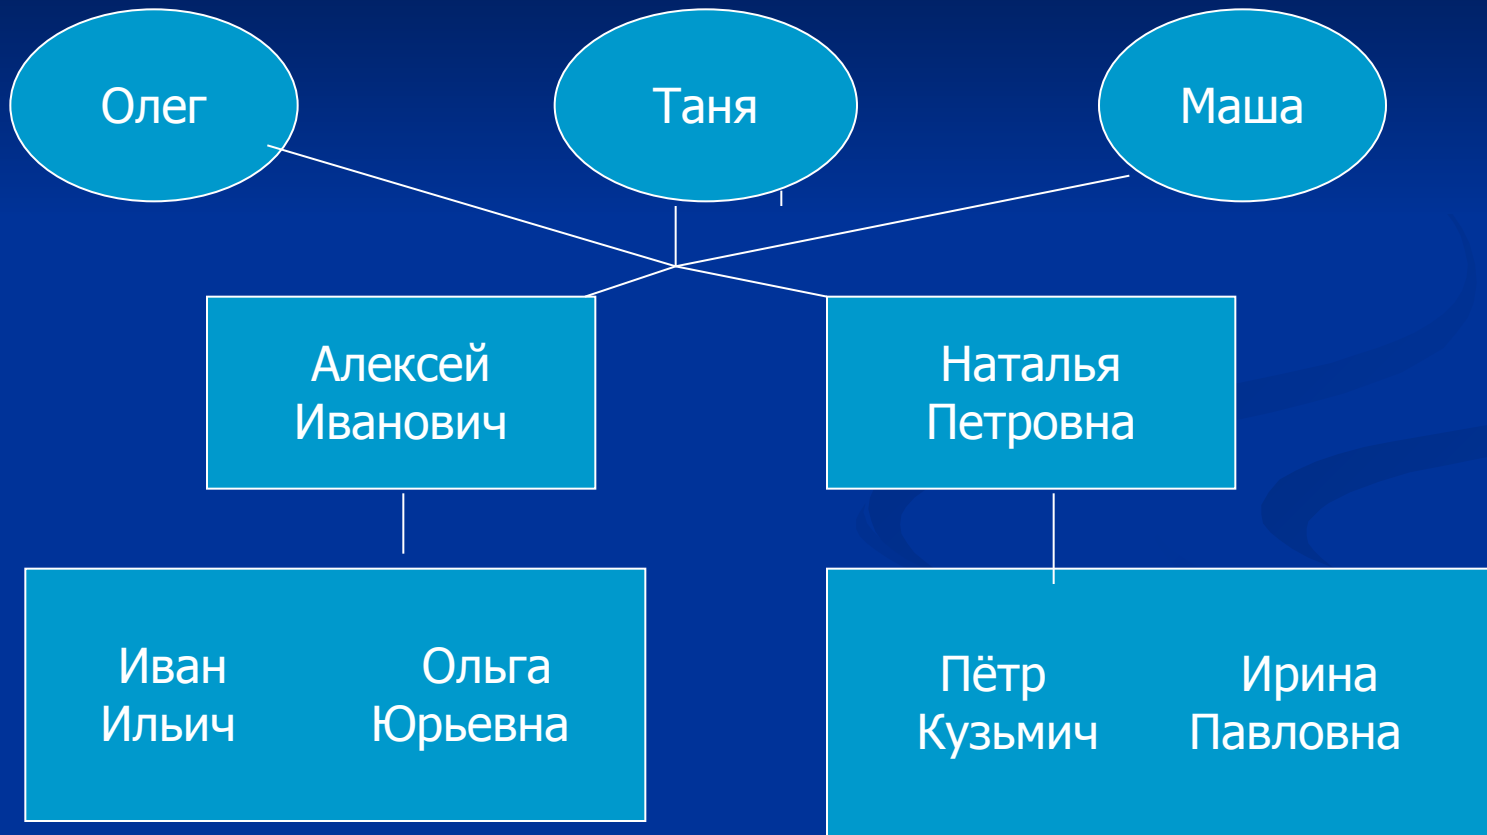 Олег
Таня
Маша
Алексей
Иванович
Наталья
Петровна
Иван Ольга
Ильич Юрьевна
Пётр Ирина
Кузьмич Павловна